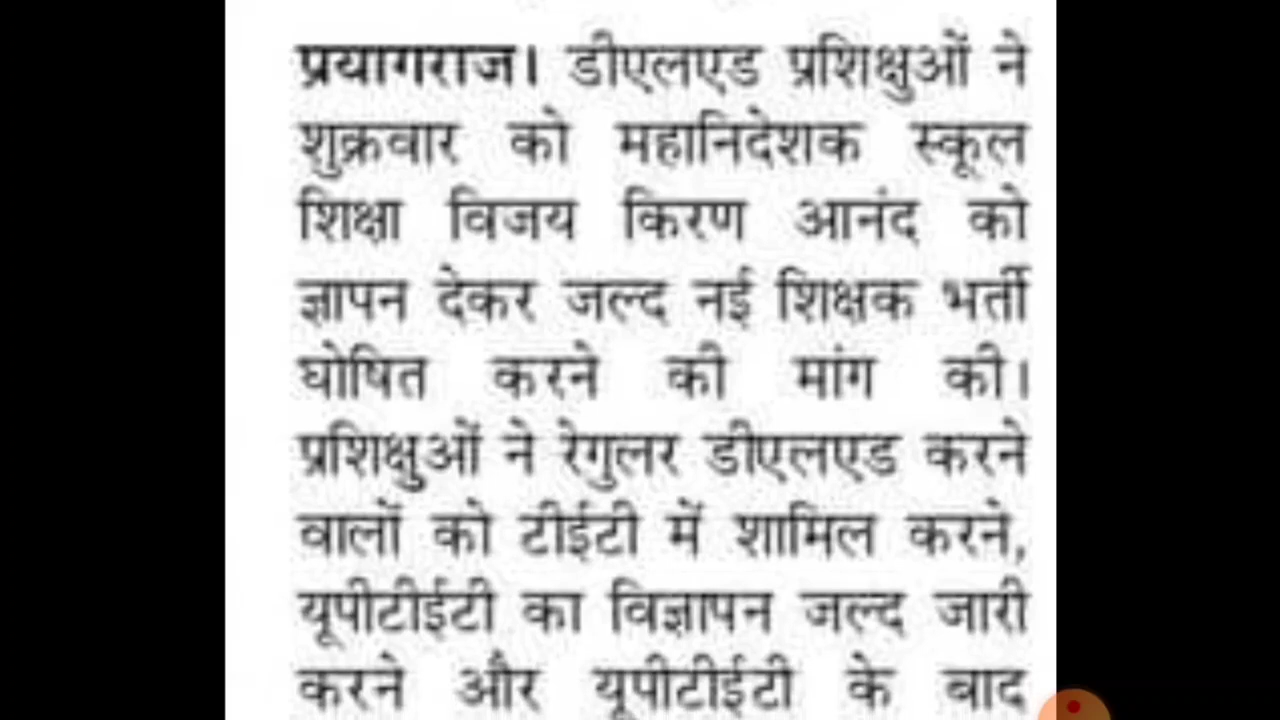 प्रयागराज। डीएलएड प्रशिक्षुओं ने
शुक्रवार को महानिदेशक स्कूल
शिक्षा विजय किरण आनंद को
ज्ञापन देकर जल्द नई शिक्षक भर्ती
घोषित करने की मांग की।
प्रशिक्षुओं ने रेगुलर डीएलएड करने
वालों को टीईटी में शामिल करने,
यूपीटीईटी का विज्ञापन जल्द जारी
करने और यूपीटीईटी के बाद